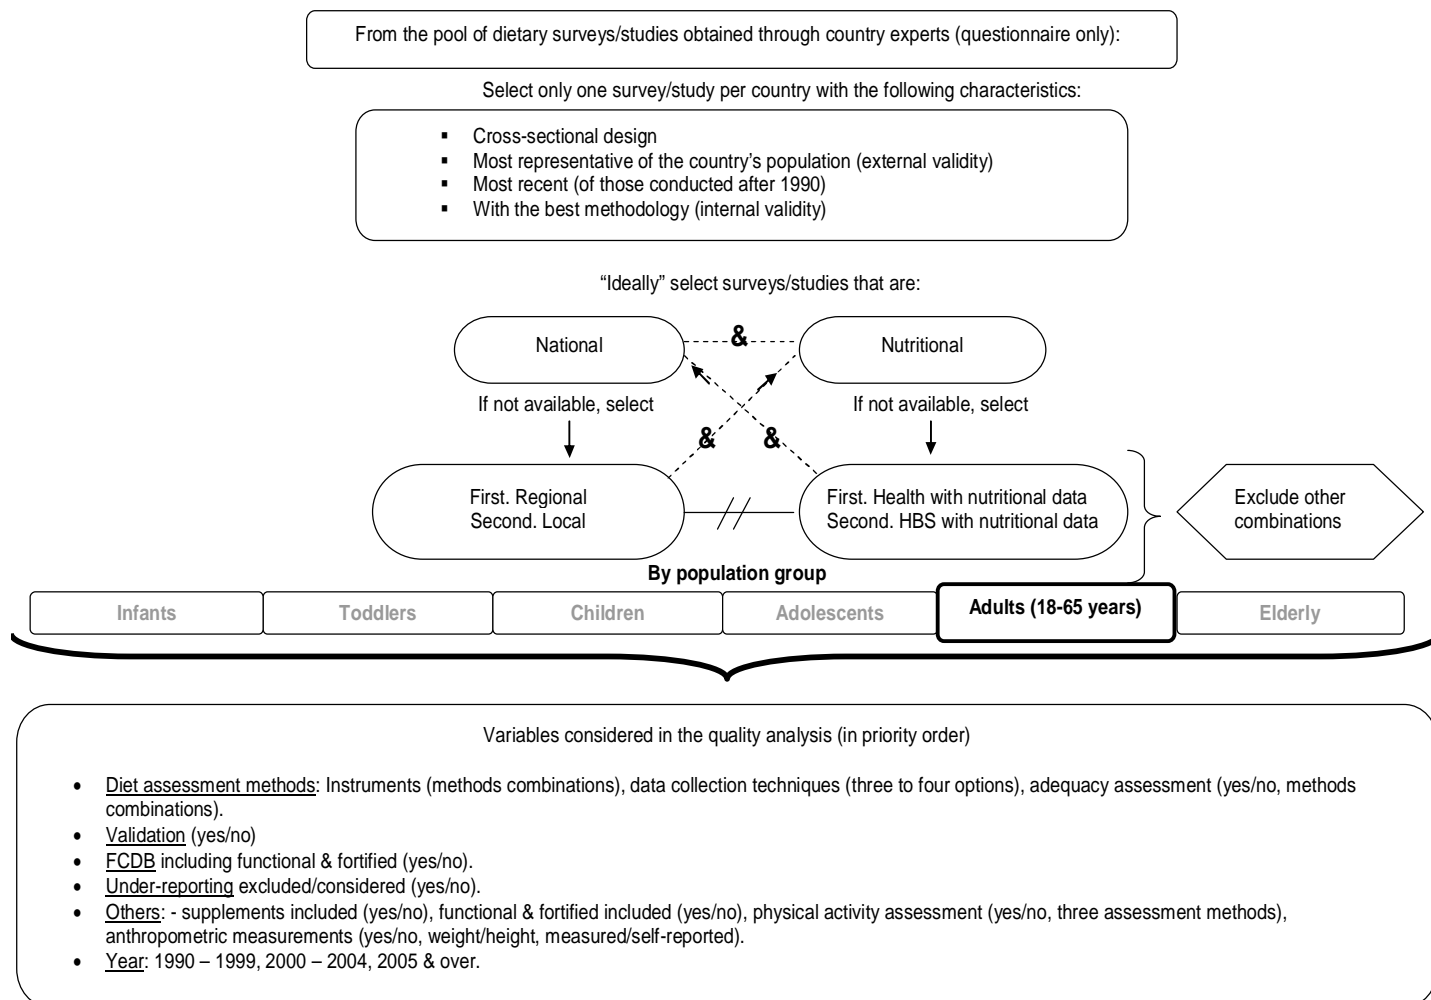 From the pool of dietary surveys/studies obtained through country experts (questionnaire only):
Select only one survey/study per country with the following characteristics:
▪ Cross-sectional design
▪ Most representative of the country's population (external validity)
▪ Most recent (of those conducted after 1990)
▪ With the best methodology (internal validity)
“Ideally” select surveys/studies that are:
National
&
Nutritional
If not available, select
If not available, select
&
&
First. Regional
Second. Local
First. Health with nutritional data
Second. HBS with nutritional data
Exclude other
combinations
By population group
Infants
Toddlers
Children
Adolescents
Adults (18-65 years)
Elderly
Variables considered in the quality analysis (in priority order)
• Diet assessment methods: Instruments (methods combinations), data collection techniques (three to four options), adequacy assessment (yes/no, methods
combinations).
• Validation (yes/no)
• FCDB including functional & fortified (yes/no).
• Under-reporting excluded/considered (yes/no).
• Others: - supplements included (yes/no), functional & fortified included (yes/no), physical activity assessment (yes/no, three assessment methods),
anthropometric measurements (yes/no, weight/height, measured/self-reported).
• Year: 1990 – 1999, 2000 – 2004, 2005 & over.